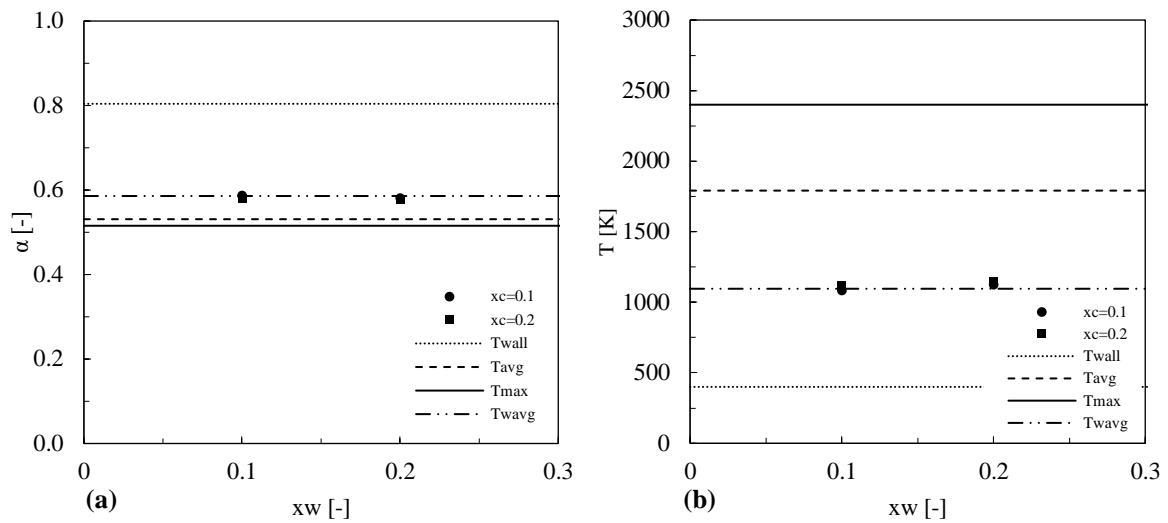 1.0
0.8
0.6
0.4
0.2
0.0
α [-]
xc=0.1
xc=0.2
Twall
Tavg
Tmax
Twavg
0
0.1
0.2
0.3
(a)
xw [-]
3000
2500
2000
1500
1000
500
0
T [K]
xc=0.1
xc=0.2
Twall
Tavg
Tmax
Twavg
0
0.1
0.2
0.3
(b)
xw [-]